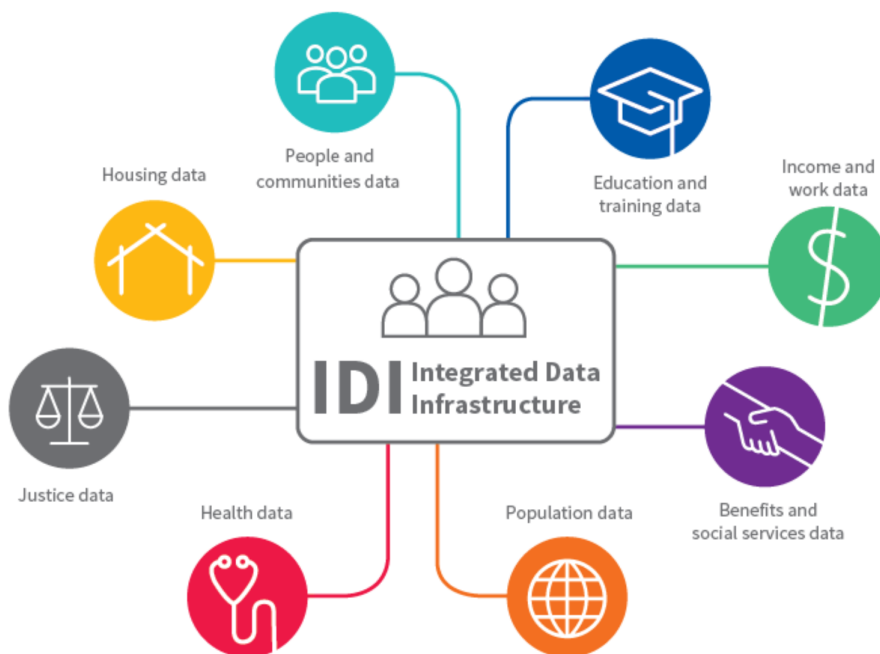 People and
communities data
Education and
training data
Housing data
Income and
work data
IDI Integrated Data
Infrastructure
Justice data
Benefits and
social services data
Health data
Population data